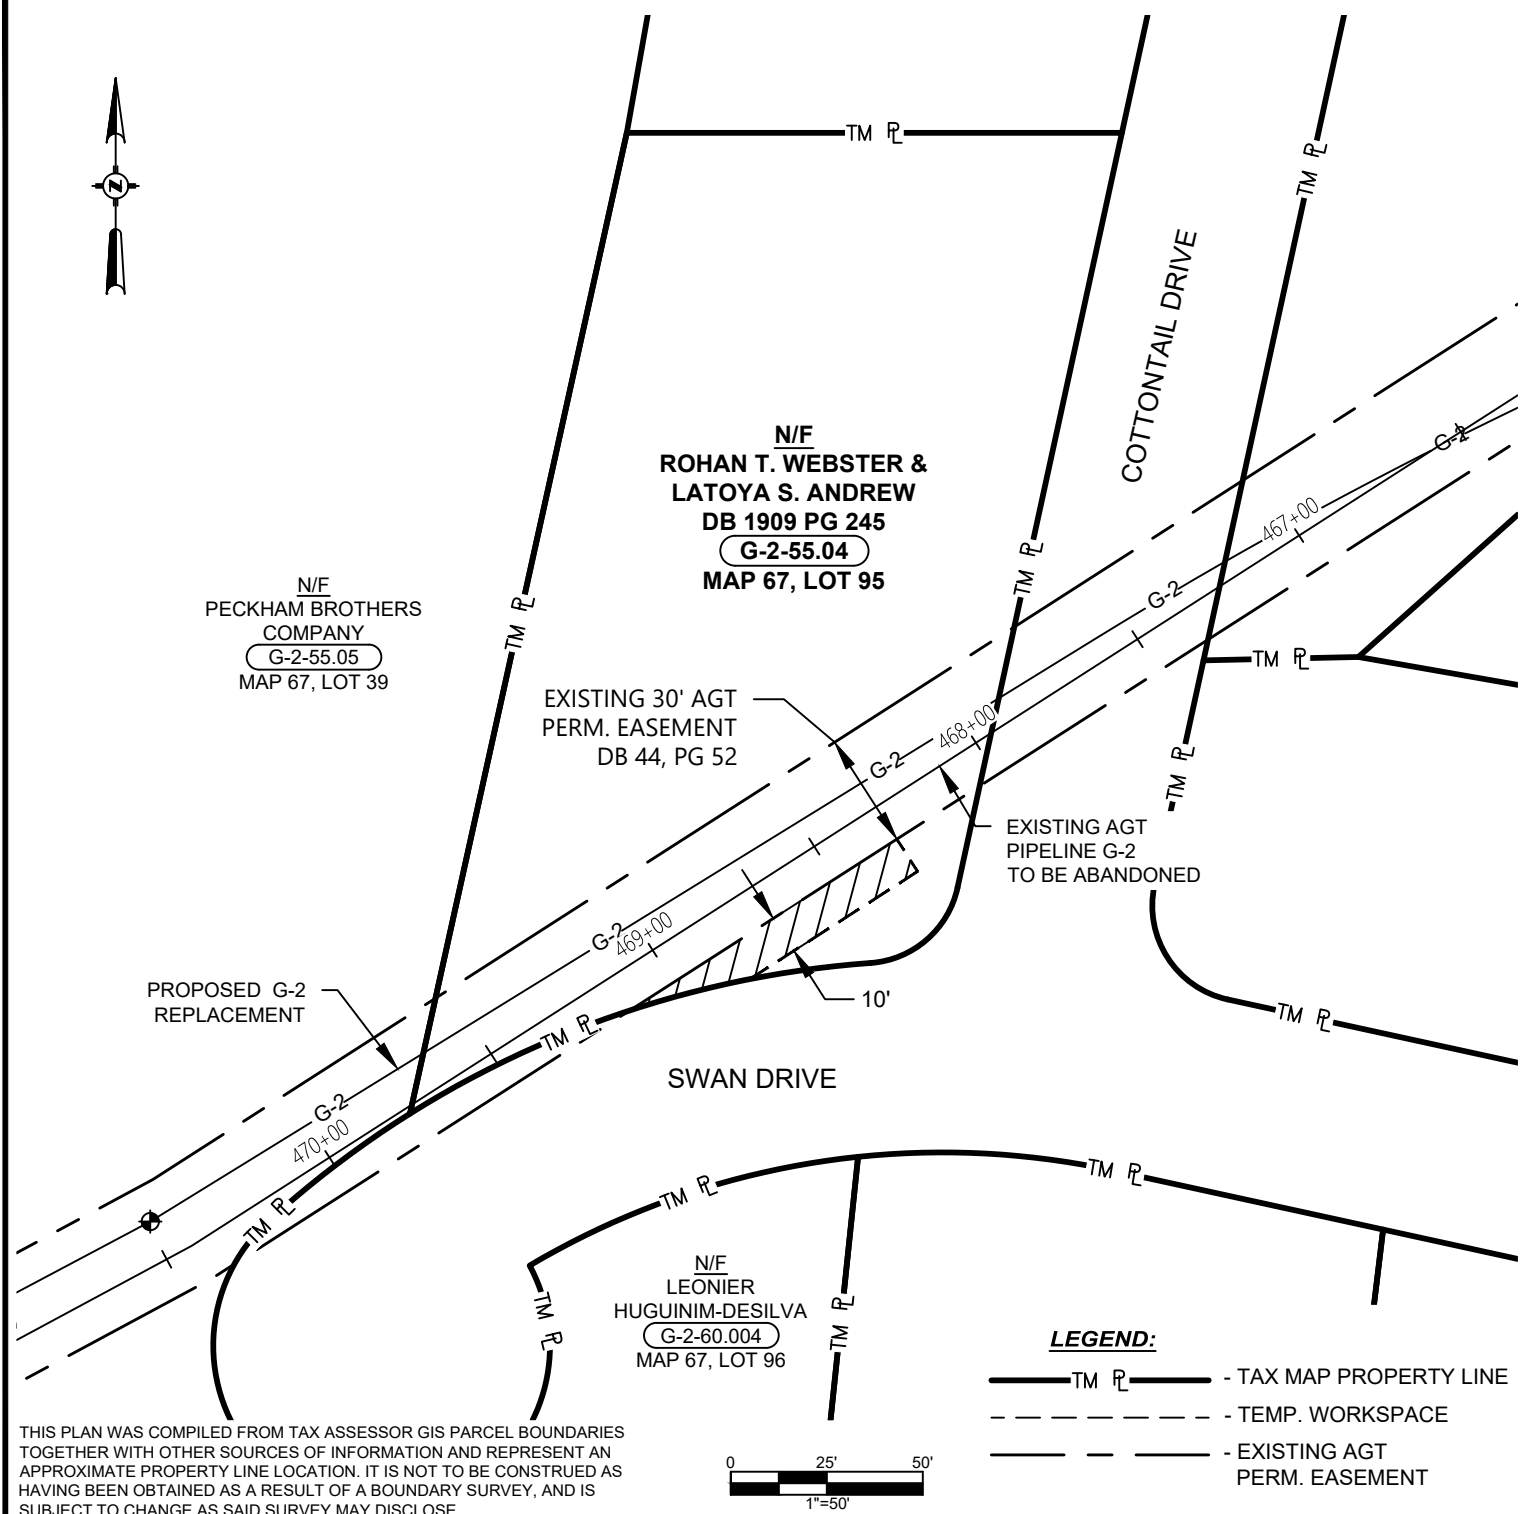 TM PL
TM PL
Z
COTTONTAIL DRIVE
N/F
ROHAN T. WEBSTER &
LATOYA S. ANDREW
DB 1909 PG 245
G-2-55.04
MAP 67, LOT 95
G-2
467+00
TM PL
G-2
N/F
PECKHAM BROTHERS
COMPANY
G-2-55.05
MAP 67, LOT 39
TM PL
TM PL
EXISTING 30' AGT
PERM. EASEMENT
DB 44, PG 52
468+00
G-2
TM PL
EXISTING AGT
PIPELINE G-2
TO BE ABANDONED
G-2
469+00
PROPOSED G-2
REPLACEMENT
10'
TM PL
TM PL
SWAN DRIVE
G-2
470+00
TM PL
TM PL
TM PL
N/F
LEONIER
HUGUINIM-DESILVA
G-2-60.004
MAP 67, LOT 96
TM PL
TM PL
LEGEND:
TM PL - TAX MAP PROPERTY LINE
- TEMP. WORKSPACE
- EXISTING AGT
PERM. EASEMENT
THIS PLAN WAS COMPILED FROM TAX ASSESSOR GIS PARCEL BOUNDARIES
TOGETHER WITH OTHER SOURCES OF INFORMATION AND REPRESENT AN
APPROXIMATE PROPERTY LINE LOCATION. IT IS NOT TO BE CONSTRUED AS
HAVING BEEN OBTAINED AS A RESULT OF A BOUNDARY SURVEY, AND IS
SUBJECT TO CHANGE AS SAID SURVEY MAY DISCLOSE
0 25' 50'
1"=50'